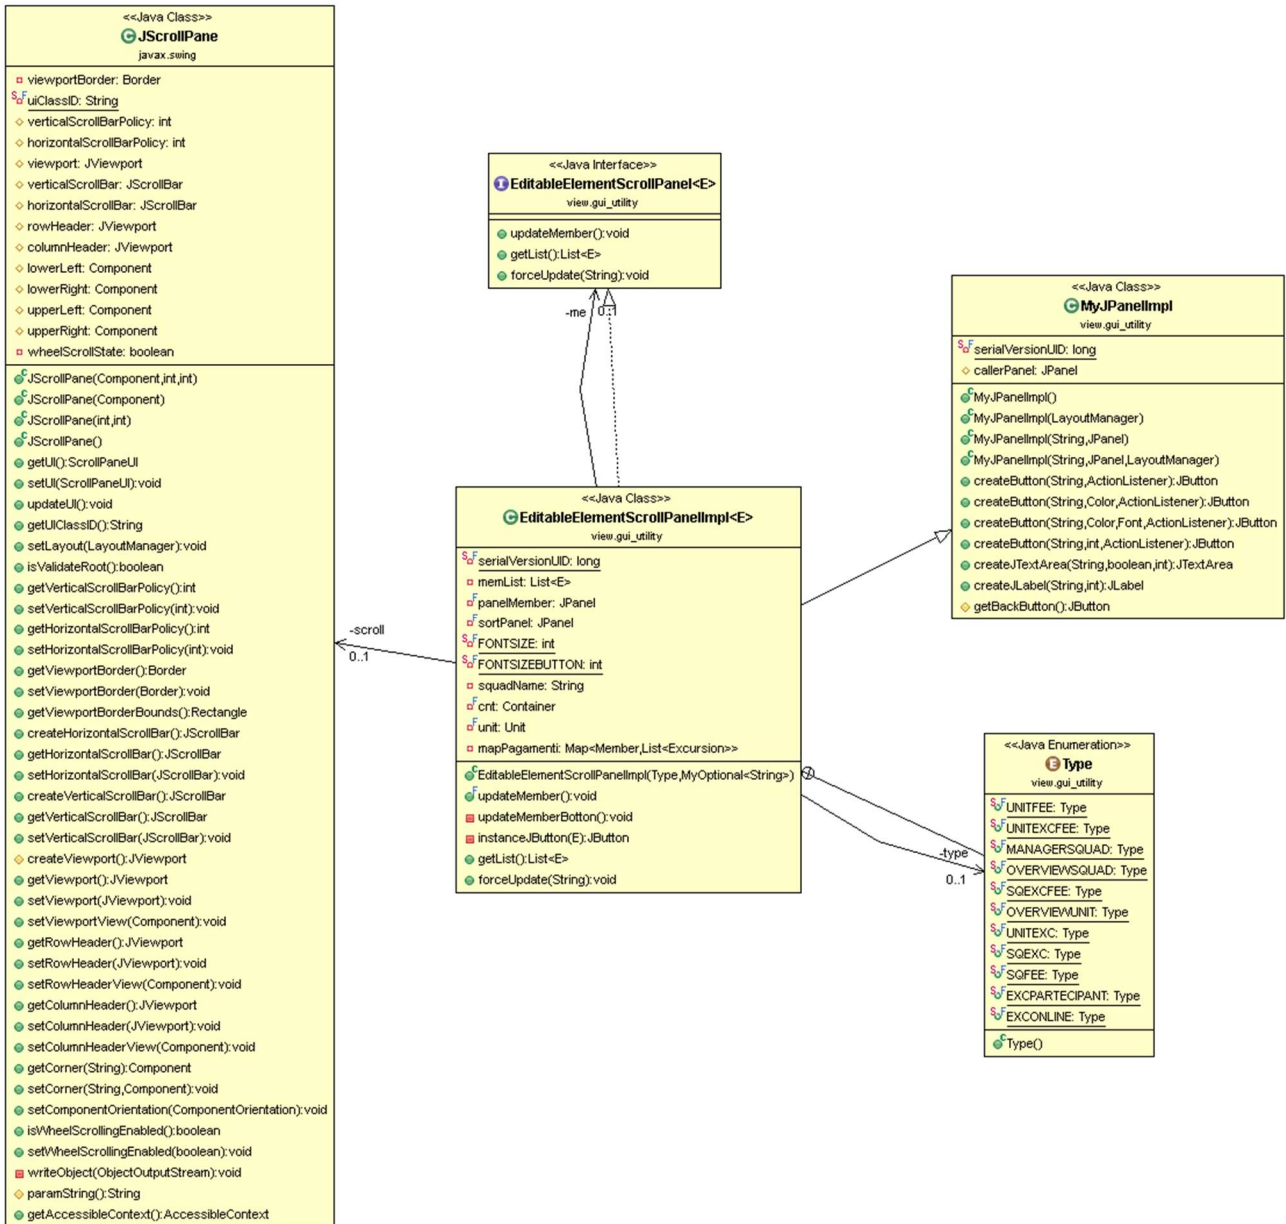 <<Java Class>>
JScrollPane
javax.swing
viewportBorder: Border
uiClassID: String
verticalScrollBarPolicy: int
horizontalScrollBarPolicy: int
viewport: JViewport
verticalScrollBar: JScrollBar
horizontalScrollBar: JScrollBar
rowHeader: JViewport
columnHeader: JViewport
lowerLeft: Component
lowerRight: Component
upperLeft: Component
upperRight: Component
wheelScrollState: boolean
JScrollPane(Component,int,int)
JScrollPane(Component)
JScrollPane(int,int)
JScrollPane()
getUI():ScrollPaneUI
setUI(ScrollPaneUI):void
updateUI():void
getUIClassID():String
setLayout(LayoutManager):void
isValidateRoot():boolean
getVerticalScrollBarPolicy():int
setVerticalScrollBarPolicy(int):void
getHorizontalScrollBarPolicy():int
setHorizontalScrollBarPolicy(int):void
getViewportBorder():Border
setViewportBorder(Border):void
getViewportBorderBounds():Rectangle
createHorizontalScrollBar():JScrollBar
getHorizontalScrollBar():JScrollBar
setHorizontalScrollBar(JScrollBar):void
createVerticalScrollBar():JScrollBar
getVerticalScrollBar():JScrollBar
setVerticalScrollBar(JScrollBar):void
createViewport():JViewport
getViewport():JViewport
setViewport(JViewport):void
setViewportView(Component):void
getRowHeader():JViewport
setRowHeader(JViewport):void
setRowHeaderView(Component):void
getColumnHeader():JViewport
setColumnHeader(JViewport):void
setColumnHeaderView(Component):void
getCorner(String):Component
setCorner(String,Component):void
setComponentOrientation(ComponentOrientation):void
isWheelScrollingEnabled():boolean
setWheelScrollingEnabled(boolean):void
writeObject(ObjectOutputStream):void
paramString():String
getAccessibleContext():AccessibleContext
-scroll
0..1
<<Java Interface>>
EditableElementScrollPanel<E>
view.gui_utility
updateMember():void
getList():List<E>
forceUpdate(String):void
-me
0..1
<<Java Class>>
EditableElementScrollPanelImpl<E>
view.gui_utility
serialVersionUID: long
memList: List<E>
panelMember: JPanel
sortPanel: JPanel
FONTSIZE: int
FONTSIZEBUTTON: int
squadName: String
cnt: Container
unit: Unit
mapPagamenti: Map<Member,List<Excursion>>
EditableElementScrollPanelImpl(Type,MyOptional<String>)
updateMember():void
updateMemberBotton():void
instanceJButton(E):JButton
getList():List<E>
forceUpdate(String):void
<<Java Class>>
MyJPanelImpl
view.gui_utility
serialVersionUID: long
callerPanel: JPanel
MyJPanelImpl()
MyJPanelImpl(LayoutManager)
MyJPanelImpl(String,JPanel)
MyJPanelImpl(String,JPanel,LayoutManager)
createButton(String,ActionListener):JButton
createButton(String,Color,ActionListener):JButton
createButton(String,Color,Font,ActionListener):JButton
createButton(String,int,ActionListener):JButton
createJTextArea(String,boolean,int):JTextArea
createJLabel(String,int):JLabel
getBackButton():JButton
-type
0..1
<<Java Enumeration>>
Type
view.gui_utility
UNITFEE: Type
UNITEXCFEE: Type
MANAGERSQUAD: Type
OVERVIEWSQUAD: Type
SQEXCFEE: Type
OVERVIEWUNIT: Type
UNITEXC: Type
SQEXC: Type
SQFEE: Type
EXCPARTECIPANT: Type
EXCONLINE: Type
Type()